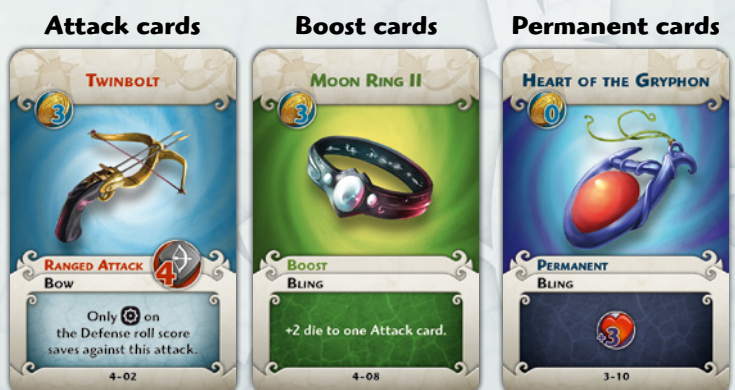 Attack cards
Boost cards
Permanent cards
Twinbolt
3
Ranged Attack
4
Bow
Only on
the Defense roll score
saves against this attack.
4-02
Moon Ring II
3
Boost
Bling
+2 die to one Attack card.
4-08
Heart of the Gryphon
0
Permanent
Bling
+3
3-10